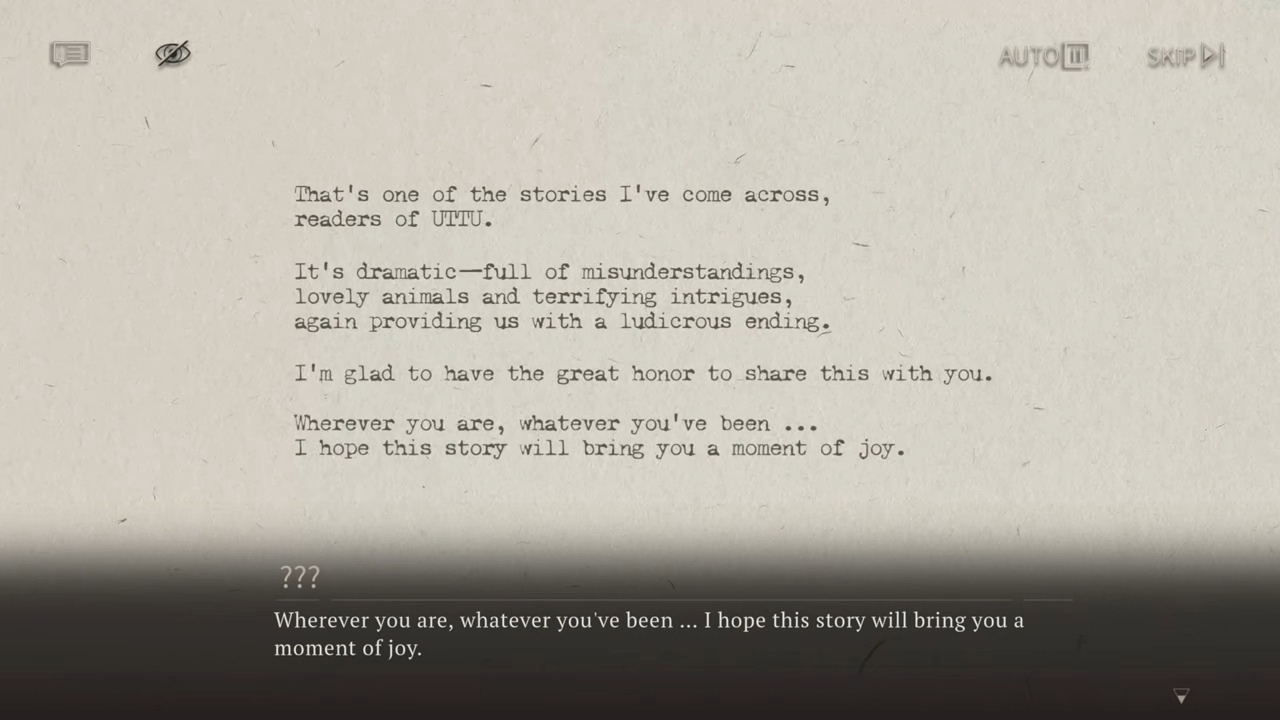 AUTO
SKIP
That's one of the stories I've come across,
readers of UTTU.
It's dramatic—full of misunderstandings,
lovely animals and terrifying intrigues,
again providing us with a ludicrous ending.
I'm glad to have the great honor to share this with you.
Wherever you are, whatever you've been ...
I hope this story will bring you a moment of joy.
???
Wherever you are, whatever you've been ... I hope this story will bring you a
moment of joy.